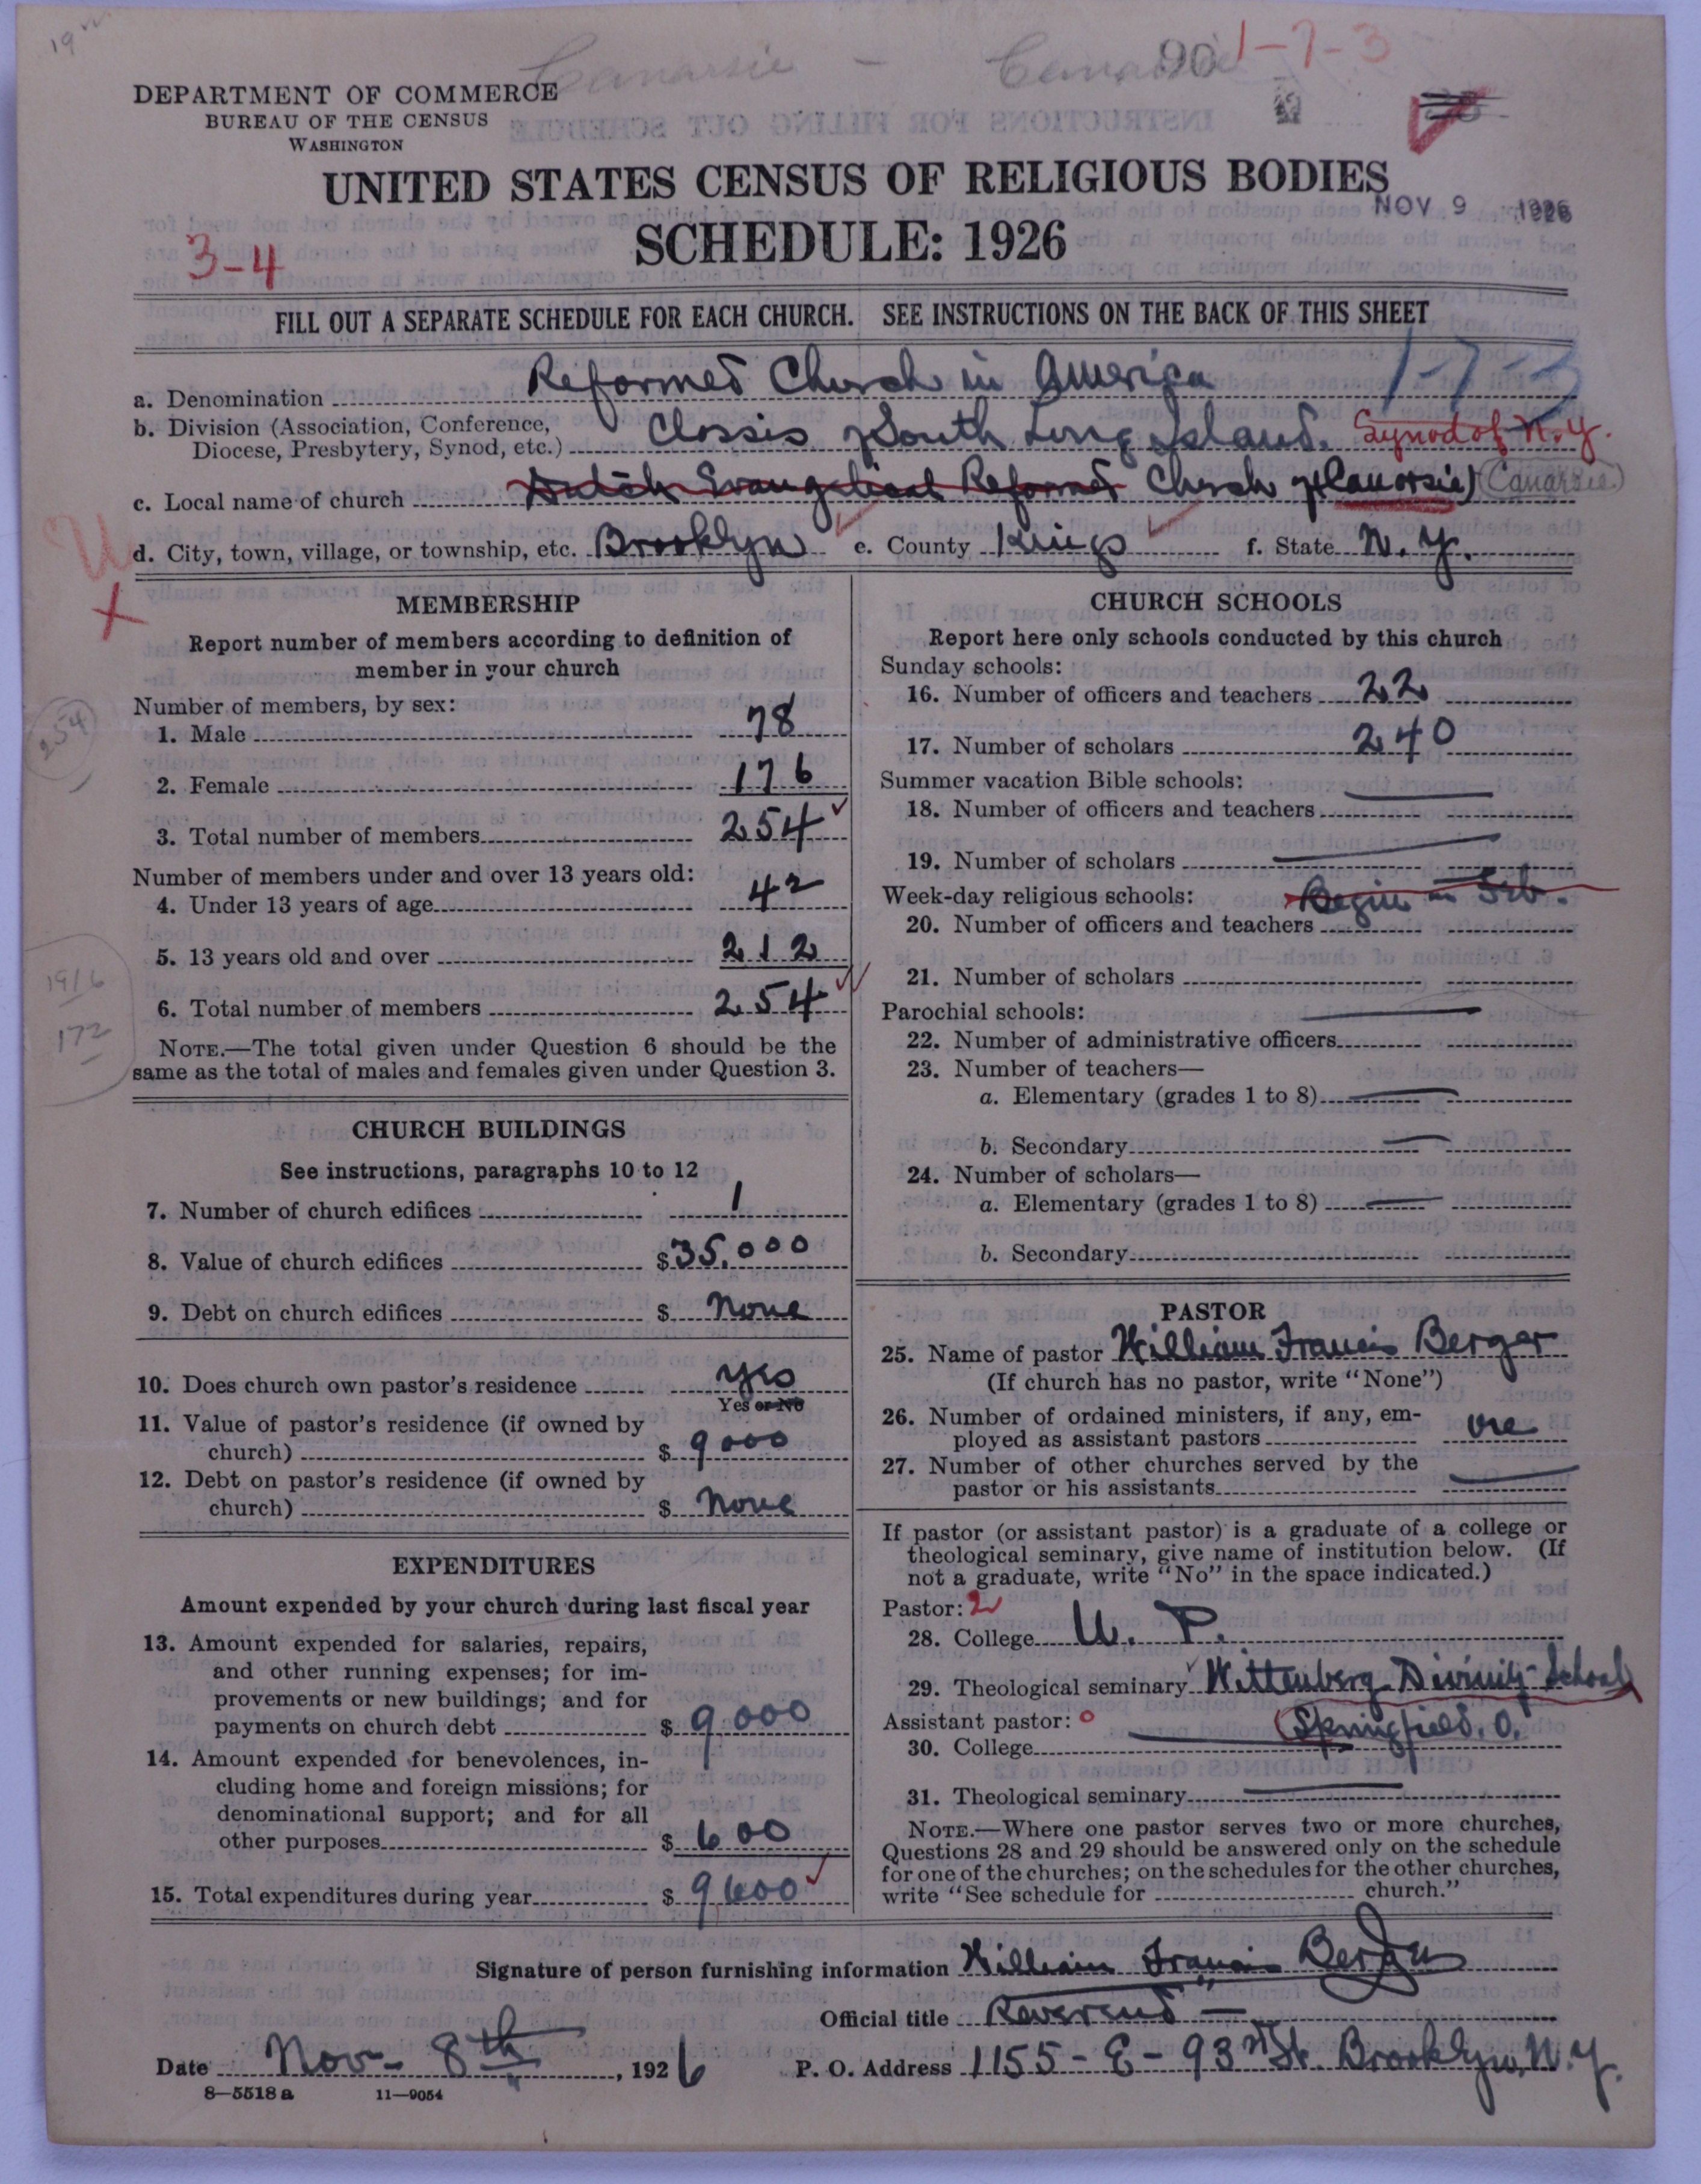 Canarsie - Canarsie 90 1-7-3
DEPARTMENT OF COMMERCE
BUREAU OF THE CENSUS
WASHINGTON
UNITED STATES CENSUS OF RELIGIOUS BODIES
NOV 9 1926
SCHEDULE: 1926
3-4
FILL OUT A SEPARATE SCHEDULE FOR EACH CHURCH. SEE INSTRUCTIONS ON THE BACK OF THIS SHEET
1-7-3
a. Denomination Reformed Church in America
b. Division (Association, Conference, Diocese, Presbytery, Synod, etc.) Classis of South Long Island. Synod of N.Y.
c. Local name of church Dutch Evangelical Reformed Church of (Canarsie) (Canarsie)
d. City, town, village, or township, etc. Brooklyn e. County Kings f. State N. Y.
MEMBERSHIP
Report number of members according to definition of
member in your church
Number of members, by sex:
1. Male 78
2. Female 176
3. Total number of members 254
254
Number of members under and over 13 years old:
4. Under 13 years of age 42
5. 13 years old and over 212
6. Total number of members 254
1916
172
NOTE.—The total given under Question 6 should be the
same as the total of males and females given under Question 3.
CHURCH BUILDINGS
See instructions, paragraphs 10 to 12
7. Number of church edifices 1
8. Value of church edifices $35,000
9. Debt on church edifices $ None
10. Does church own pastor's residence yes
Yes or No
11. Value of pastor's residence (if owned by
church) $ 9000
12. Debt on pastor's residence (if owned by
church) $ None
EXPENDITURES
Amount expended by your church during last fiscal year
13. Amount expended for salaries, repairs,
and other running expenses; for im-
provements or new buildings; and for
payments on church debt $ 9000
14. Amount expended for benevolences, in-
cluding home and foreign missions; for
denominational support; and for all
other purposes $ 600
15. Total expenditures during year $ 9600
CHURCH SCHOOLS
Report here only schools conducted by this church
Sunday schools:
16. Number of officers and teachers 22
17. Number of scholars 240
Summer vacation Bible schools:
18. Number of officers and teachers
19. Number of scholars
Week-day religious schools: Begin in Feb.
20. Number of officers and teachers
21. Number of scholars
Parochial schools:
22. Number of administrative officers
23. Number of teachers—
a. Elementary (grades 1 to 8)
b. Secondary
24. Number of scholars—
a. Elementary (grades 1 to 8)
b. Secondary
PASTOR
25. Name of pastor William Francis Berger
(If church has no pastor, write "None")
26. Number of ordained ministers, if any, em-
ployed as assistant pastors
27. Number of other churches served by the
pastor or his assistants
If pastor (or assistant pastor) is a graduate of a college or
theological seminary, give name of institution below. (If
not a graduate, write "No" in the space indicated.)
Pastor: 2
28. College U. P.
29. Theological seminary Wittenberg Divinity School
Assistant pastor: 0 (Springfield. O.
30. College
31. Theological seminary
NOTE.—Where one pastor serves two or more churches,
Questions 28 and 29 should be answered only on the schedule
for one of the churches; on the schedules for the other churches,
write "See schedule for church."
Signature of person furnishing information William Francis Berger
Official title Reverend —
Date Nov- 8th, 1926 P. O. Address 1155-E-93rd St. Brooklyn, N.Y.
8—5518 a 11—9054